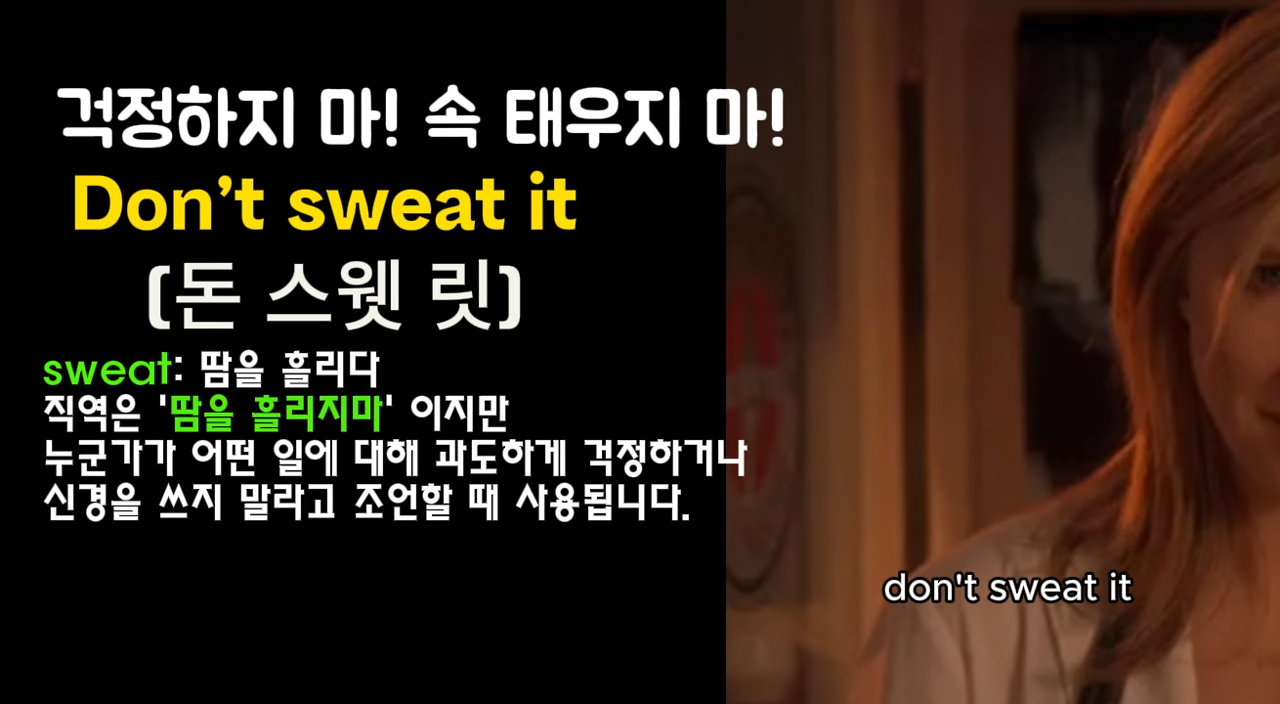 걱정하지 마! 속 태우지 마!
Don’t sweat it
(돈 스웻 릿)
sweat: 땀을 흘리다
직역은 '땀을 흘리지마' 이지만
누군가가 어떤 일에 대해 과도하게 걱정하거나
신경을 쓰지 말라고 조언할 때 사용됩니다.
don't sweat it